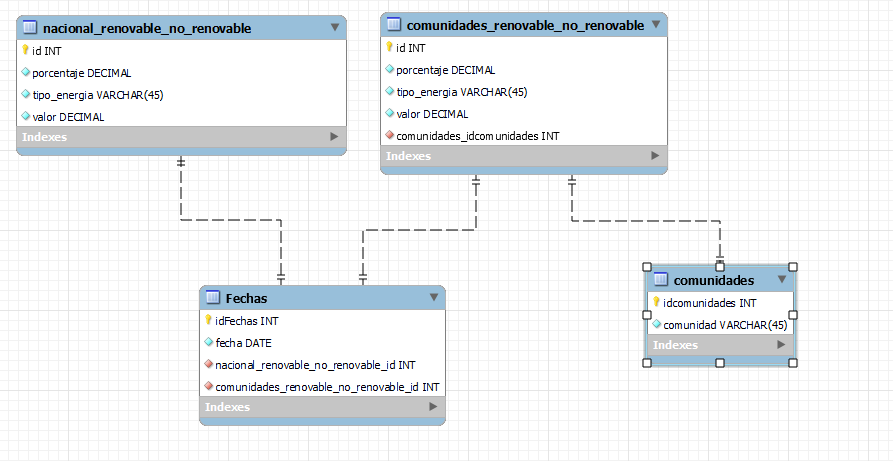 nacional_renovable_no_renovable
id INT
porcentaje DECIMAL
tipo_energia VARCHAR(45)
valor DECIMAL
Indexes
comunidades_renovable_no_renovable
id INT
porcentaje DECIMAL
tipo_energia VARCHAR(45)
valor DECIMAL
comunidades_idcomunidades INT
Indexes
Fechas
idFechas INT
fecha DATE
nacional_renovable_no_renovable_id INT
comunidades_renovable_no_renovable_id INT
Indexes
comunidades
idcomunidades INT
comunidad VARCHAR(45)
Indexes